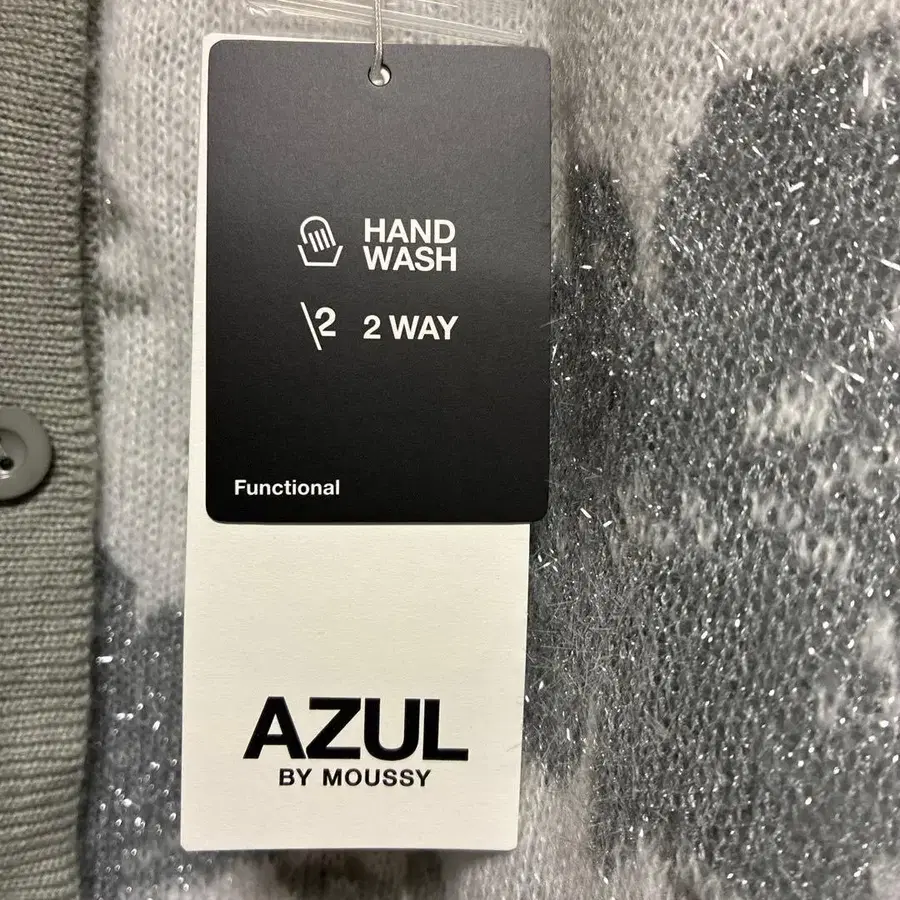 HAND
WASH
2 2 WAY
Functional
AZUL
BY MOUSSY